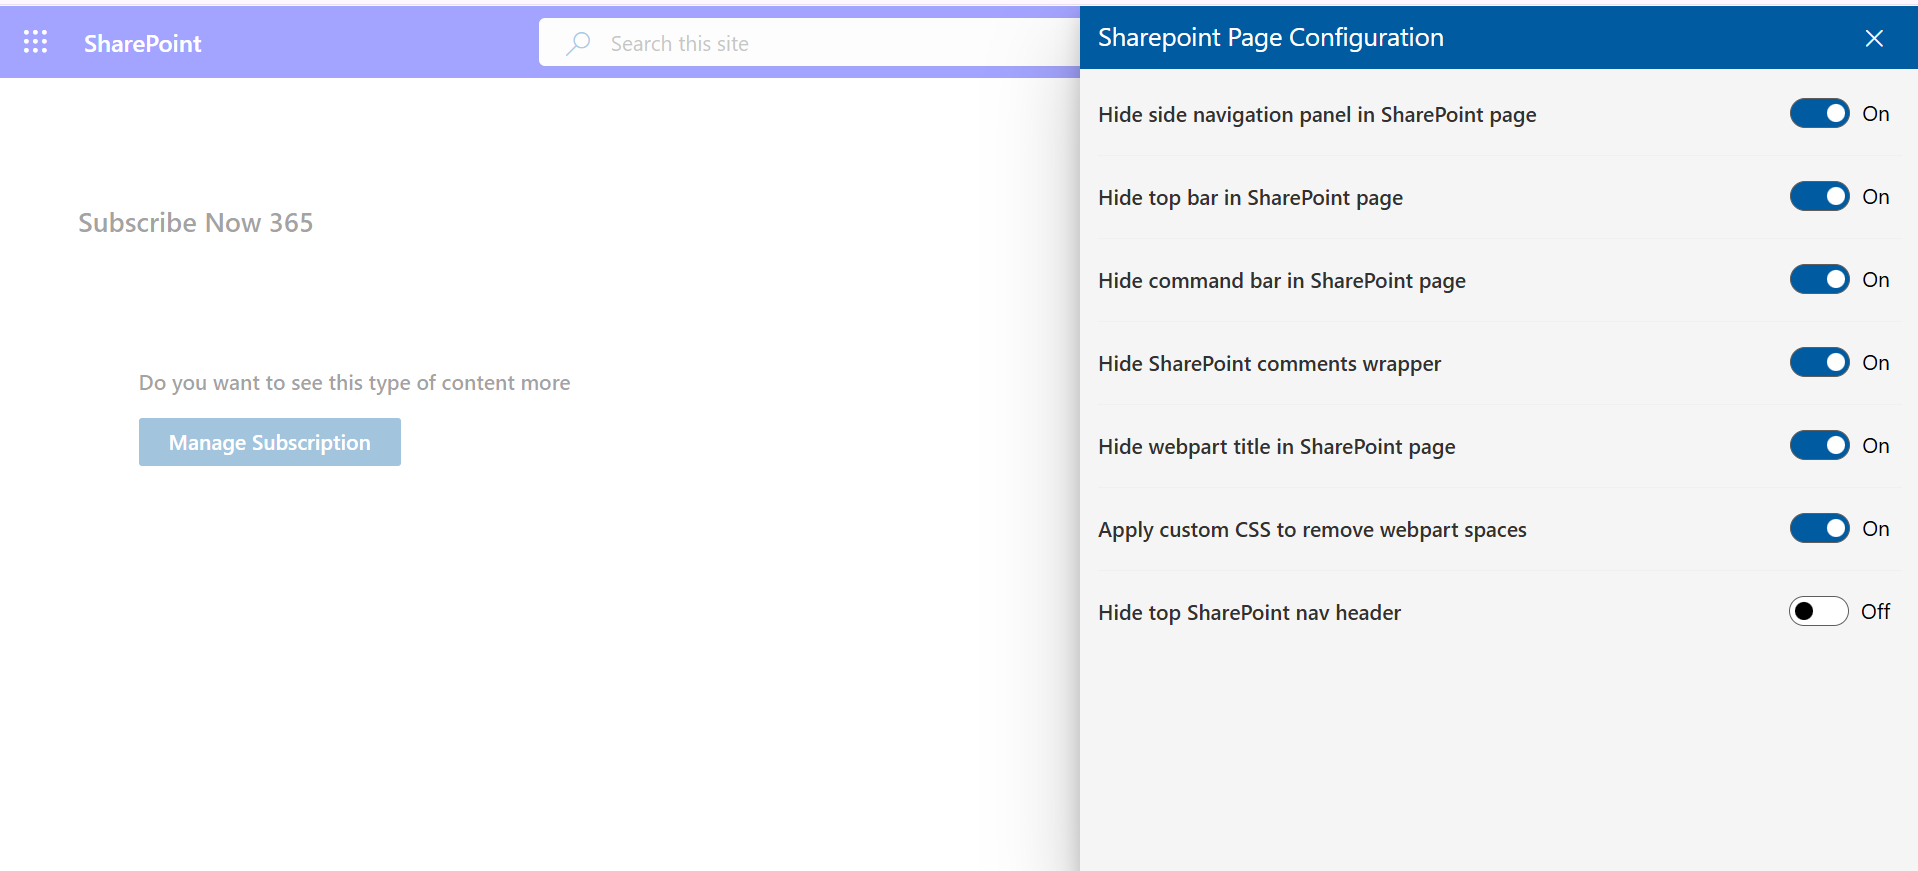 SharePoint
Search this site
Subscribe Now 365
Do you want to see this type of content more
Manage Subscription
Sharepoint Page Configuration
Hide side navigation panel in SharePoint page On
Hide top bar in SharePoint page On
Hide command bar in SharePoint page On
Hide SharePoint comments wrapper On
Hide webpart title in SharePoint page On
Apply custom CSS to remove webpart spaces On
Hide top SharePoint nav header Off